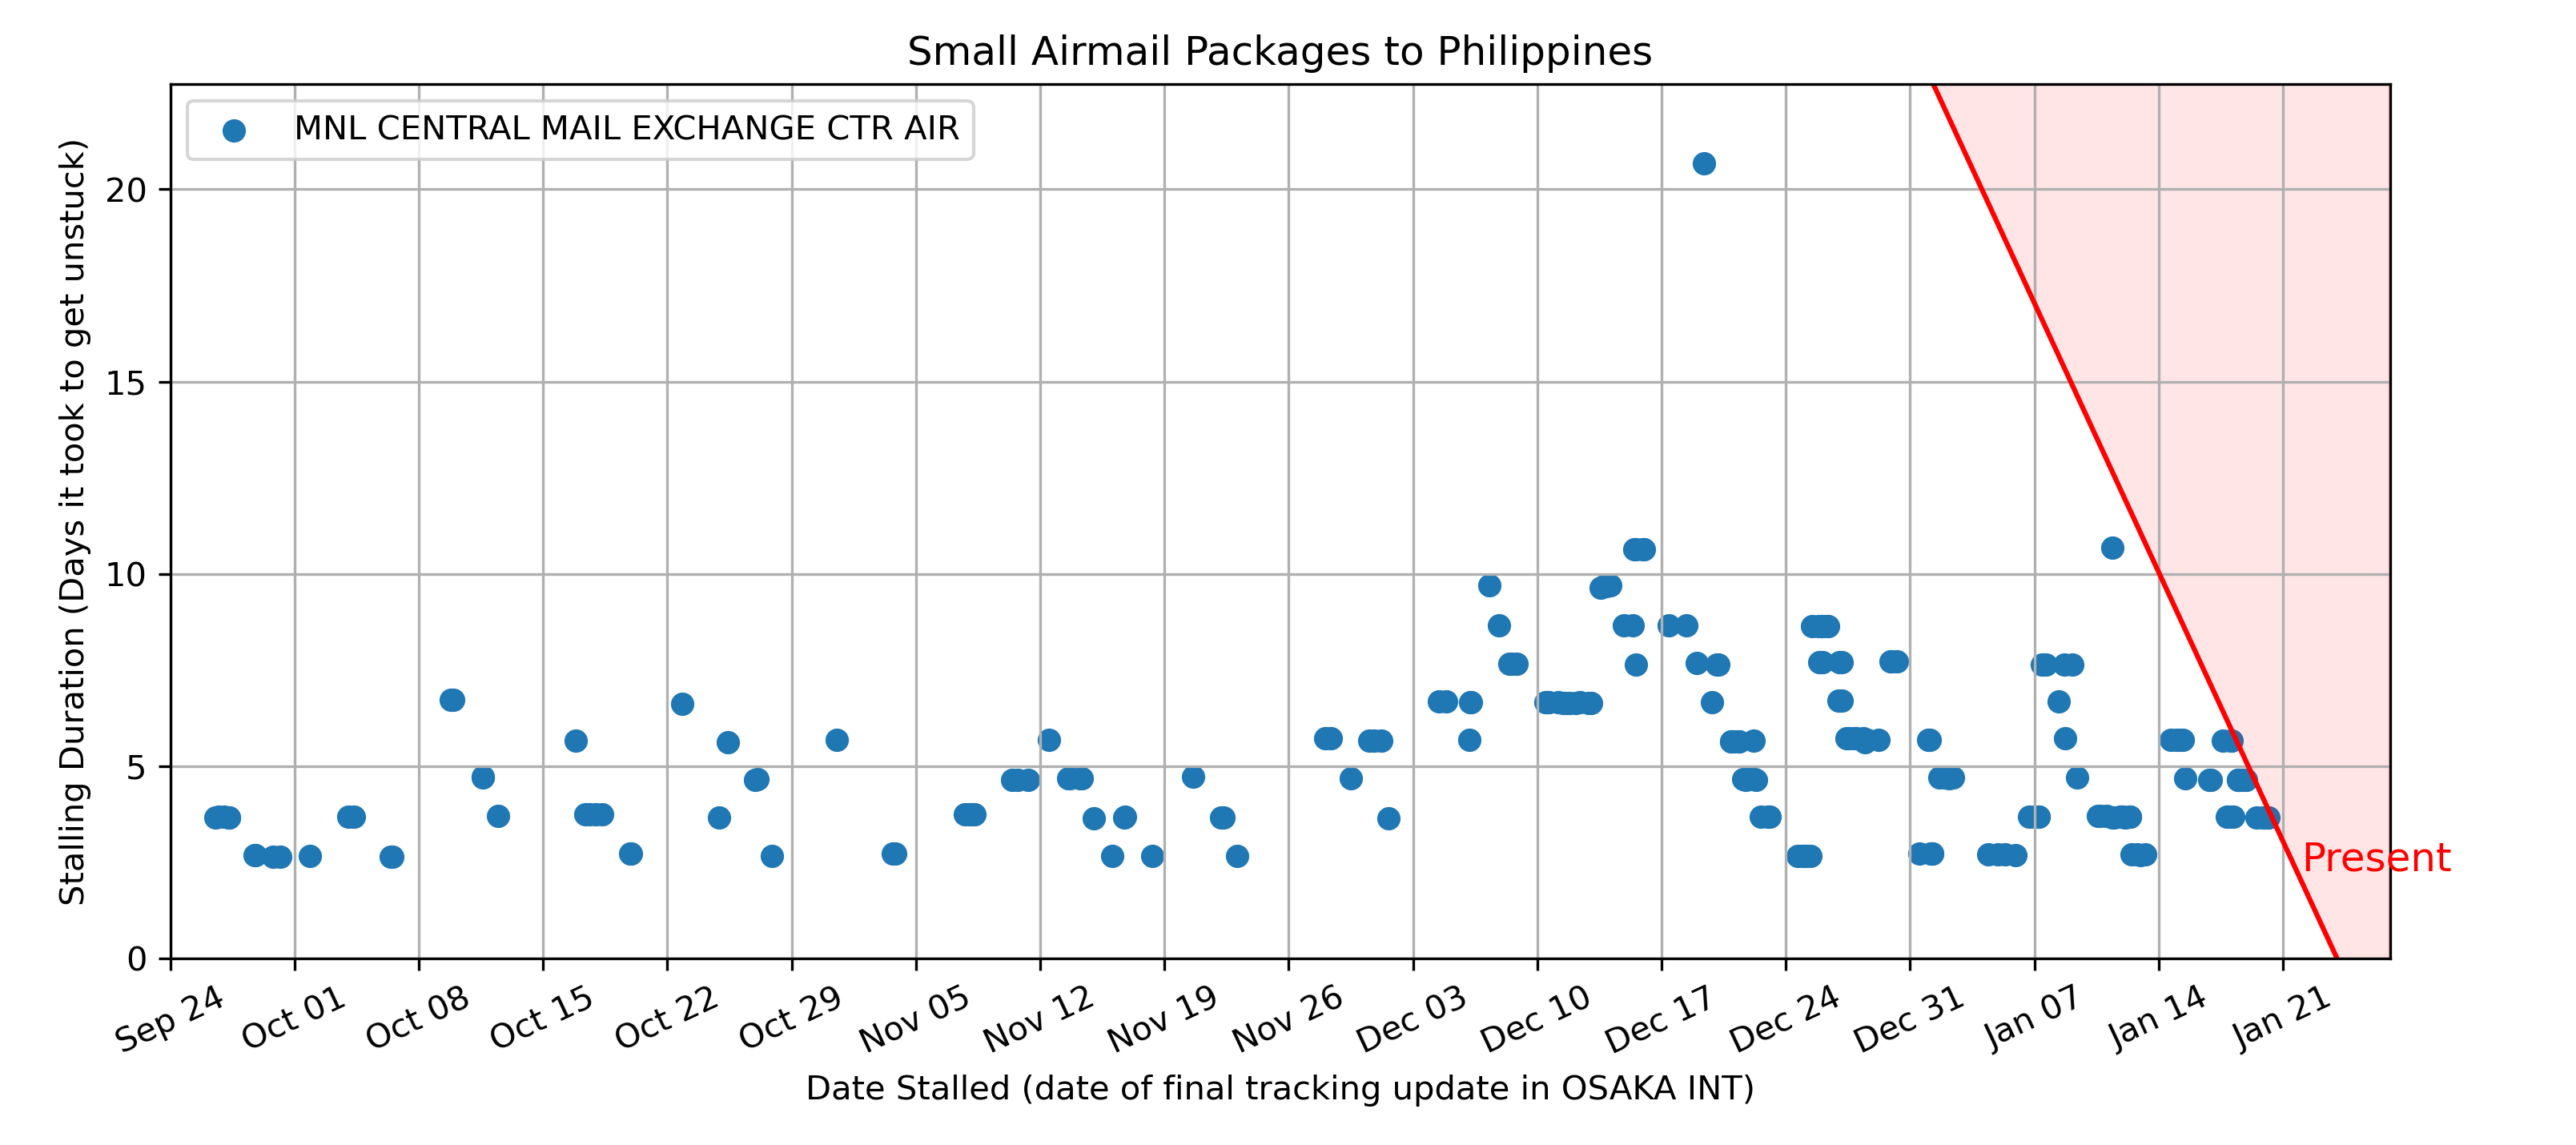 Small Airmail Packages to Philippines
MNL CENTRAL MAIL EXCHANGE CTR AIR
Stalling Duration (Days it took to get unstuck)
20
15
10
5
0
Present
Sep 24
Oct 01
Oct 08
Oct 15
Oct 22
Oct 29
Nov 05
Nov 12
Nov 19
Nov 26
Dec 03
Dec 10
Dec 17
Dec 24
Dec 31
Jan 07
Jan 14
Jan 21
Date Stalled (date of final tracking update in OSAKA INT)